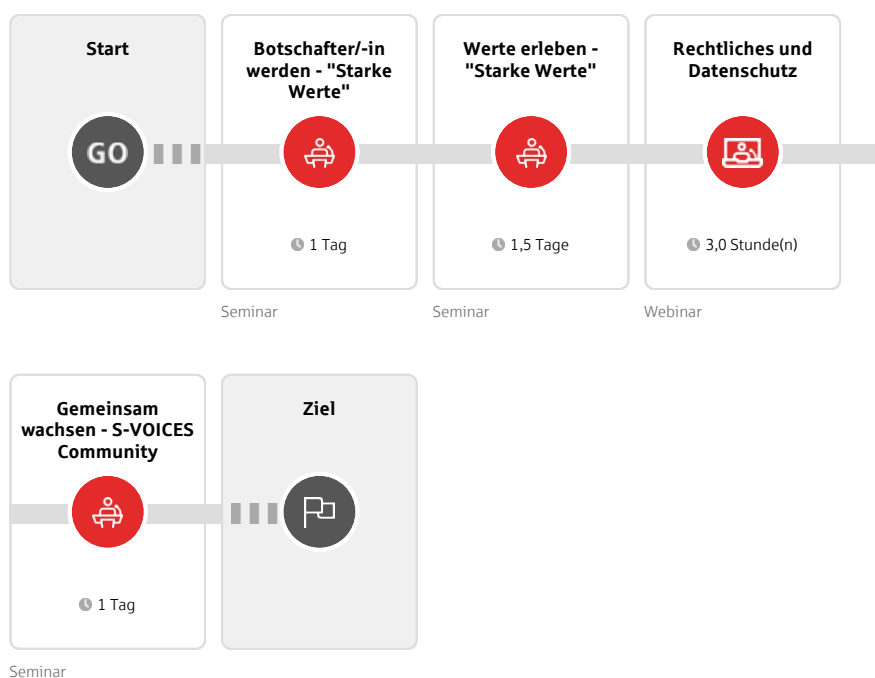 Start
GO
Botschafter/-in
werden - "Starke
Werte"
1 Tag
Seminar
Werte erleben -
"Starke Werte"
1,5 Tage
Seminar
Rechtliches und
Datenschutz
3,0 Stunde(n)
Webinar
Gemeinsam
wachsen - S-VOICES
Community
1 Tag
Seminar
Ziel